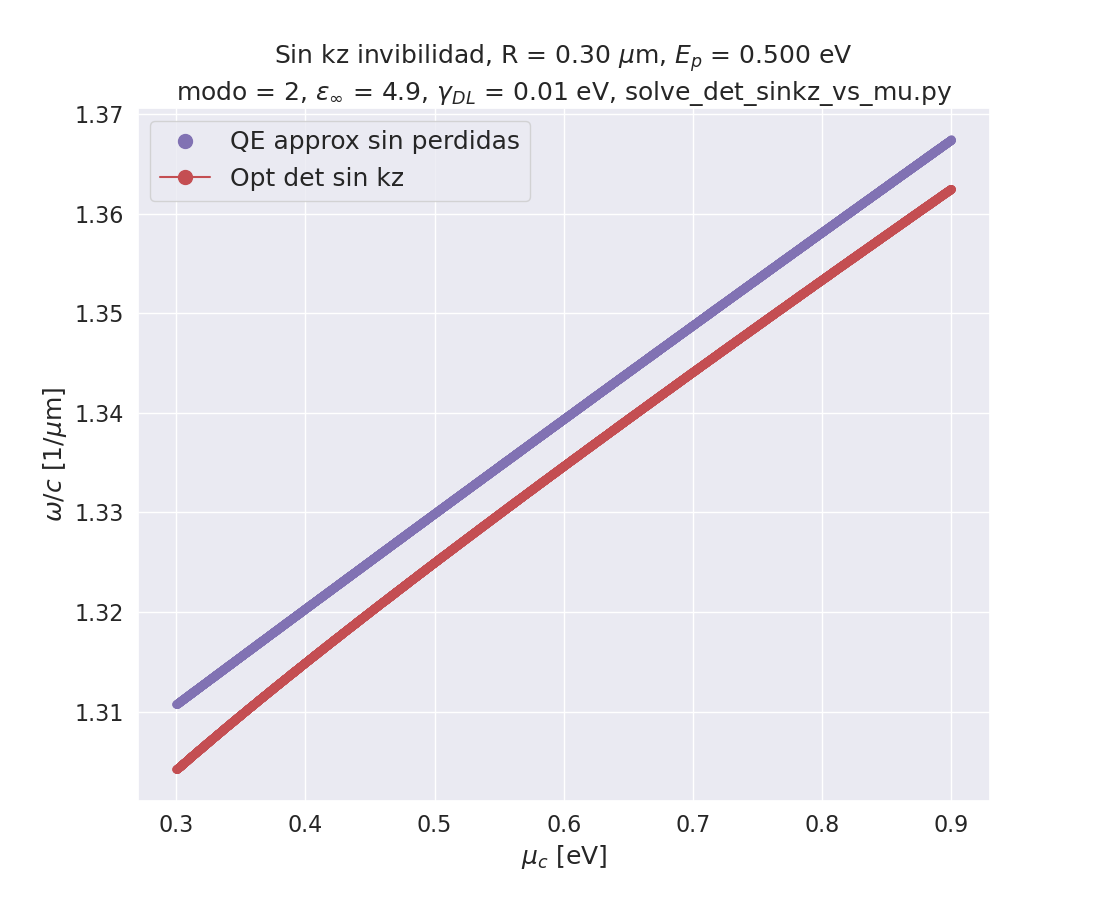 Sin kz invibilidad, R = 0.30 μm, E_p = 0.500 eV
modo = 2, ε_∞ = 4.9, γ_DL = 0.01 eV, solve_det_sinkz_vs_mu.py
QE approx sin perdidas
Opt det sin kz
1.37
1.36
1.35
1.34
1.33
1.32
1.31
ω/c [1/μm]
0.3 0.4 0.5 0.6 0.7 0.8 0.9
μ_c [eV]